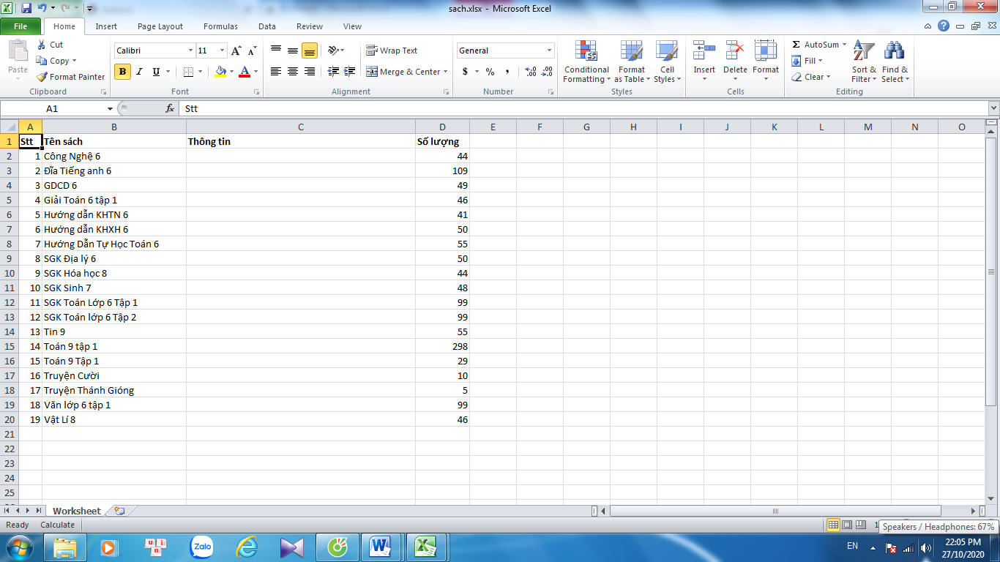 sach.xlsx - Microsoft Excel
File Home Insert Page Layout Formulas Data Review View
Paste Cut Copy Format Painter Clipboard
Calibri 11 B I U A Font
Wrap Text Merge & Center Alignment
General $ % , Number
Conditional Formatting Format as Table Cell Styles Styles
Insert Delete Format Cells
Σ AutoSum Fill Clear Sort & Filter Find & Select Editing
A1 fx Stt
A B C D E F G H I J K L M N O
1 Stt Tên sách Thông tin Số lượng
2 1 Công Nghệ 6 44
3 2 Đĩa Tiếng anh 6 109
4 3 GDCD 6 49
5 4 Giải Toán 6 tập 1 46
6 5 Hướng dẫn KHTN 6 41
7 6 Hướng dẫn KHXH 6 50
8 7 Hướng Dẫn Tự Học Toán 6 55
9 8 SGK Địa lý 6 50
10 9 SGK Hóa học 8 44
11 10 SGK Sinh 7 48
12 11 SGK Toán Lớp 6 Tập 1 99
13 12 SGK Toán lớp 6 Tập 2 99
14 13 Tin 9 55
15 14 Toán 9 tập 1 298
16 15 Toán 9 Tập 1 29
17 16 Truyện Cười 10
18 17 Truyện Thánh Gióng 5
19 18 Văn lớp 6 tập 1 99
20 19 Vật Lí 8 46
21
22
23
24
25
Worksheet
Ready Calculate
Speakers / Headphones: 67%
Zalo EN 22:05 PM
27/10/2020